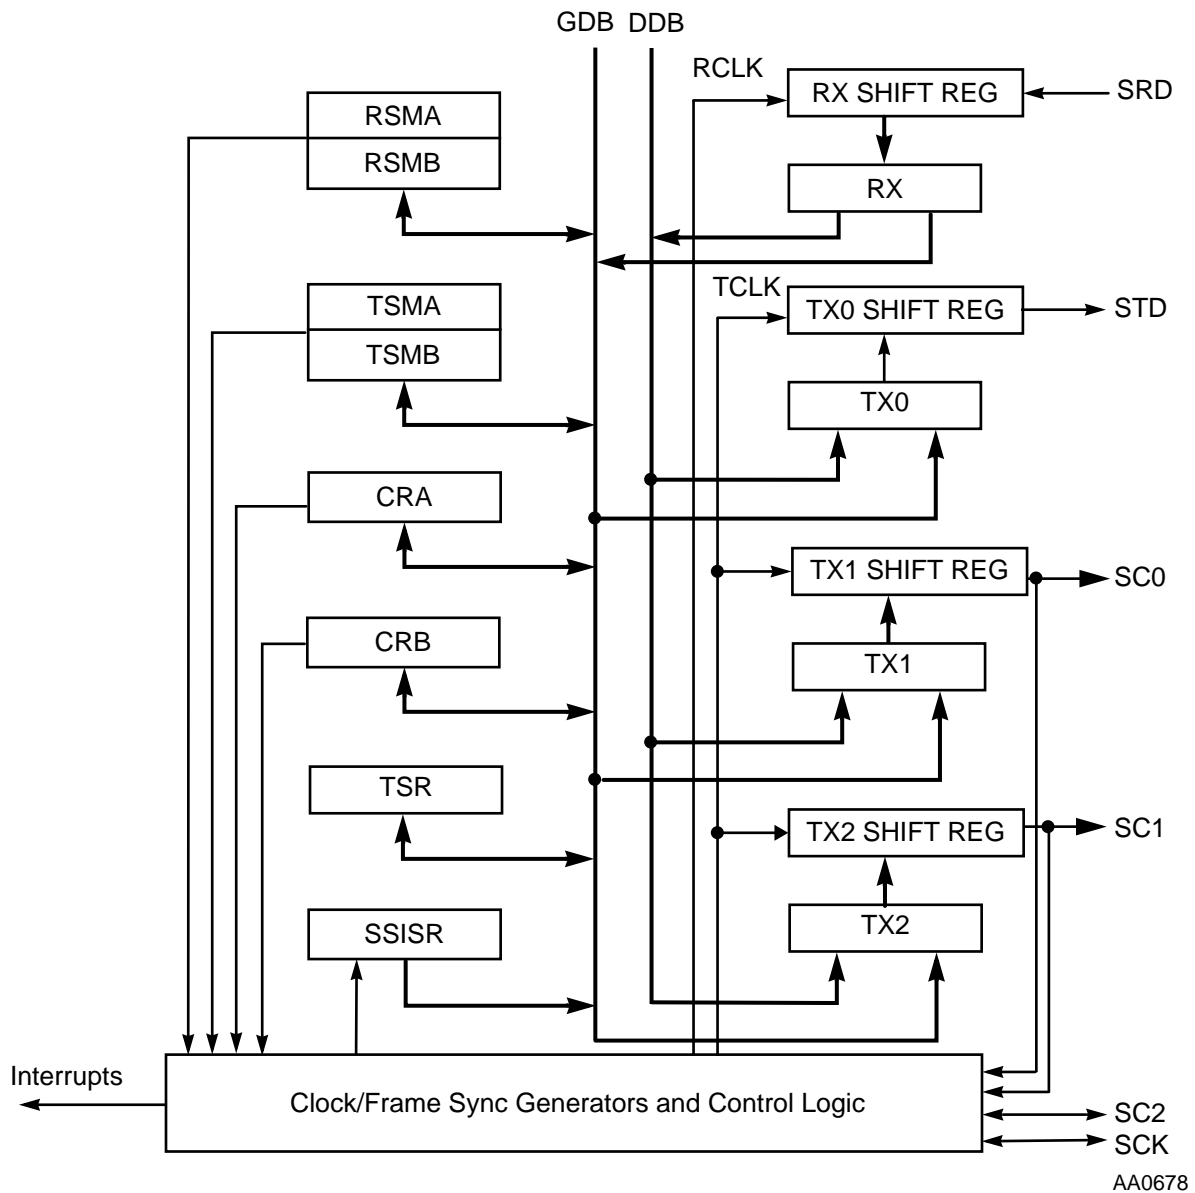 GDB DDB
RCLK
RX SHIFT REG
SRD
RSMA
RSMB
RX
TCLK
TX0 SHIFT REG
STD
TSMA
TSMB
TX0
CRA
TX1 SHIFT REG
SC0
CRB
TX1
TSR
TX2 SHIFT REG
SC1
SSISR
TX2
Interrupts
Clock/Frame Sync Generators and Control Logic
SC2
SCK
AA0678